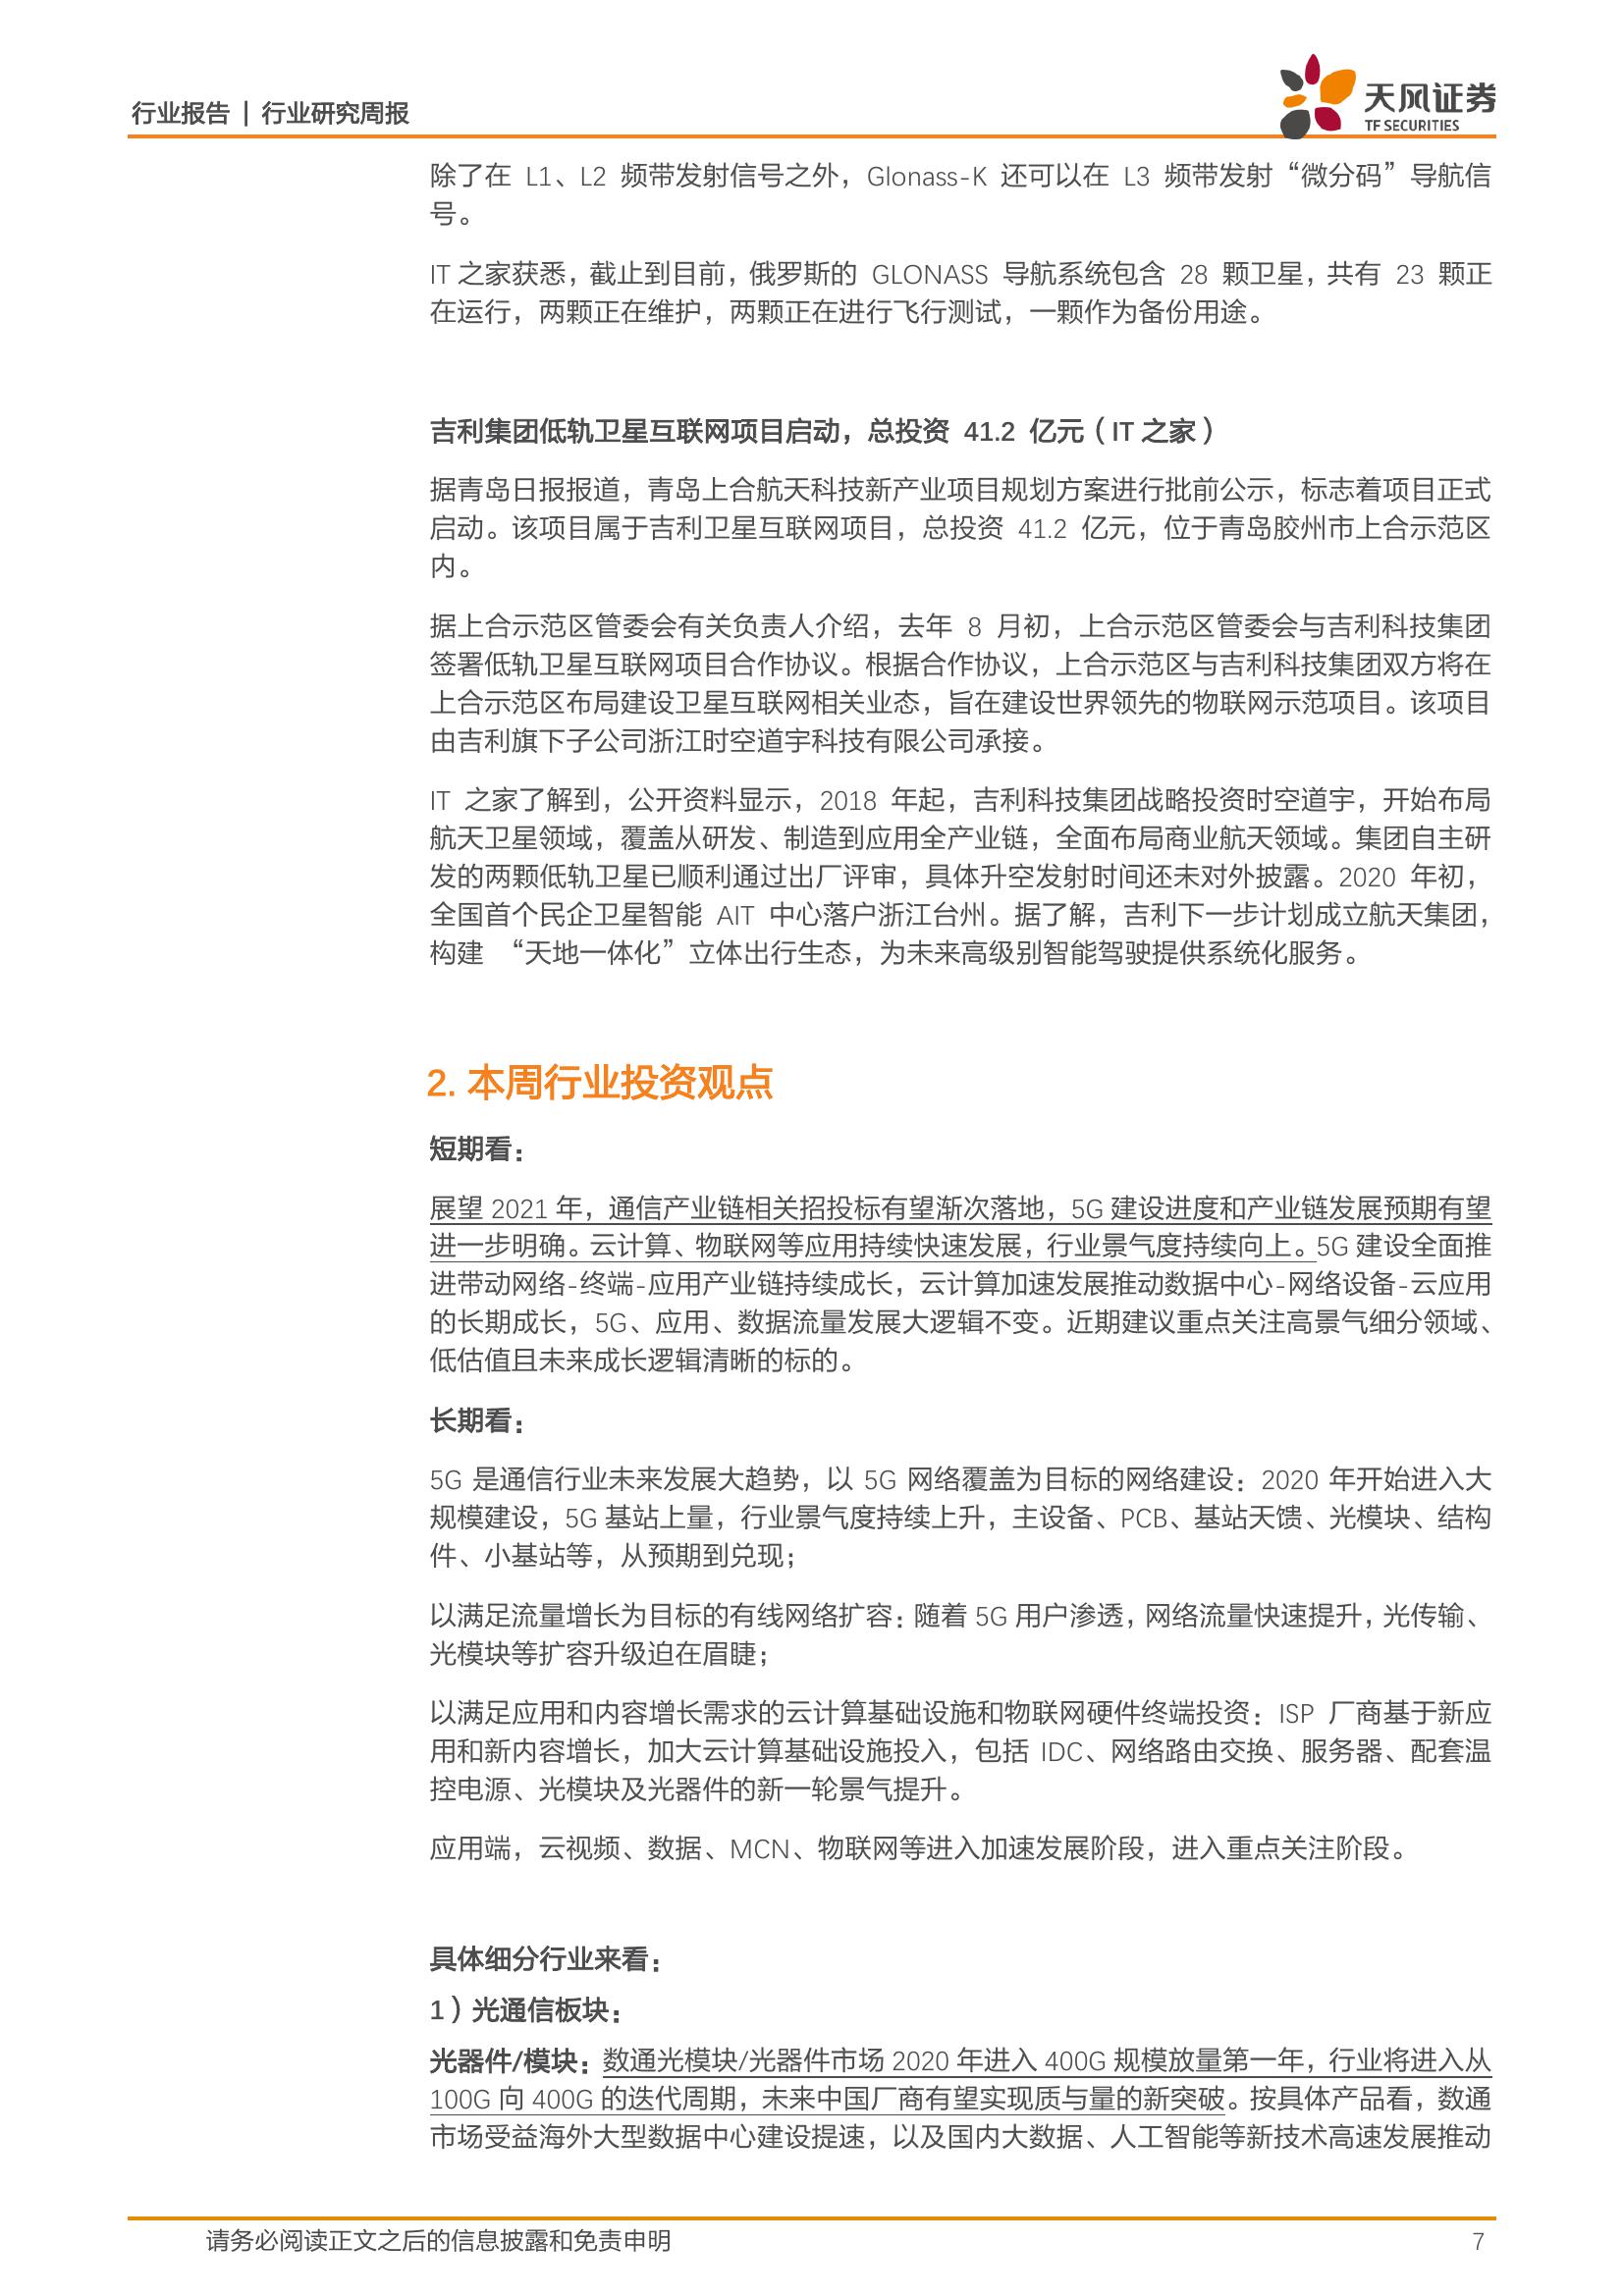 行业报告 | 行业研究周报
天风证券
TF SECURITIES
除了在 L1、L2 频带发射信号之外，Glonass-K 还可以在 L3 频带发射“微分码”导航信
号。
IT 之家获悉，截止到目前，俄罗斯的 GLONASS 导航系统包含 28 颗卫星，共有 23 颗正
在运行，两颗正在维护，两颗正在进行飞行测试，一颗作为备份用途。
吉利集团低轨卫星互联网项目启动，总投资 41.2 亿元（IT 之家）
据青岛日报报道，青岛上合航天科技新产业项目规划方案进行批前公示，标志着项目正式
启动。该项目属于吉利卫星互联网项目，总投资 41.2 亿元，位于青岛胶州市上合示范区
内。
据上合示范区管委会有关负责人介绍，去年 8 月初，上合示范区管委会与吉利科技集团
签署低轨卫星互联网项目合作协议。根据合作协议，上合示范区与吉利科技集团双方将在
上合示范区布局建设卫星互联网相关业态，旨在建设世界领先的物联网示范项目。该项目
由吉利旗下子公司浙江时空道宇科技有限公司承接。
IT 之家了解到，公开资料显示，2018 年起，吉利科技集团战略投资时空道宇，开始布局
航天卫星领域，覆盖从研发、制造到应用全产业链，全面布局商业航天领域。集团自主研
发的两颗低轨卫星已顺利通过出厂评审，具体升空发射时间还未对外披露。2020 年初，
全国首个民企卫星智能 AIT 中心落户浙江台州。据了解，吉利下一步计划成立航天集团，
构建 “天地一体化”立体出行生态，为未来高级别智能驾驶提供系统化服务。
2. 本周行业投资观点
短期看：
展望 2021 年，通信产业链相关招投标有望渐次落地，5G 建设进度和产业链发展预期有望
进一步明确。云计算、物联网等应用持续快速发展，行业景气度持续向上。5G 建设全面推
进带动网络-终端-应用产业链持续成长，云计算加速发展推动数据中心-网络设备-云应用
的长期成长，5G、应用、数据流量发展大逻辑不变。近期建议重点关注高景气细分领域、
低估值且未来成长逻辑清晰的标的。
长期看：
5G 是通信行业未来发展大趋势，以 5G 网络覆盖为目标的网络建设：2020 年开始进入大
规模建设，5G 基站上量，行业景气度持续上升，主设备、PCB、基站天馈、光模块、结构
件、小基站等，从预期到兑现；
以满足流量增长为目标的有线网络扩容：随着 5G 用户渗透，网络流量快速提升，光传输、
光模块等扩容升级迫在眉睫；
以满足应用和内容增长需求的云计算基础设施和物联网硬件终端投资：ISP 厂商基于新应
用和新内容增长，加大云计算基础设施投入，包括 IDC、网络路由交换、服务器、配套温
控电源、光模块及光器件的新一轮景气提升。
应用端，云视频、数据、MCN、物联网等进入加速发展阶段，进入重点关注阶段。
具体细分行业来看：
1）光通信板块：
光器件/模块：数通光模块/光器件市场 2020 年进入 400G 规模放量第一年，行业将进入从
100G 向 400G 的迭代周期，未来中国厂商有望实现质与量的新突破。按具体产品看，数通
市场受益海外大型数据中心建设提速，以及国内大数据、人工智能等新技术高速发展推动
请务必阅读正文之后的信息披露和免责申明
7